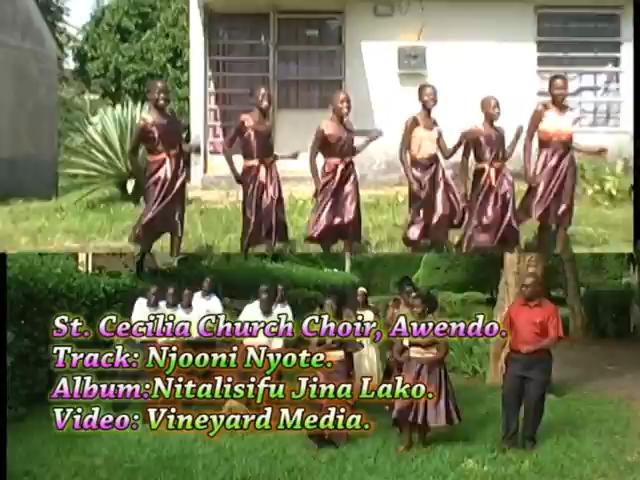 St. Cecilia Church Choir, Awendo.
Track: Njooni Nyote.
Album:Nitalisifu Jina Lako.
Video: Vineyard Media.